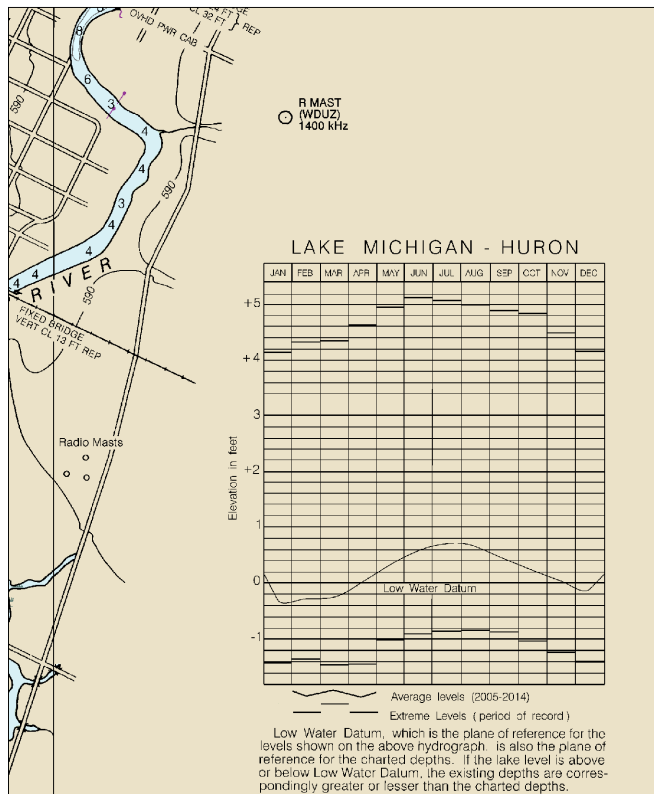 CL 32 FT
REP
OVHD PWR CAB
8
6
3
4
4
3
4
4
4
4
590
590
590
RIVER
FIXED BRIDGE
VERT CL 13 FT REP
R MAST
(WDUZ)
1400 kHz
Radio Masts
LAKE MICHIGAN - HURON
JAN FEB MAR APR MAY JUN JUL AUG SEP OCT NOV DEC
+5
+4
3
+2
1
0
-1
Elevation in feet
Low Water Datum
Average levels (2005-2014)
Extreme Levels (period of record)
Low Water Datum, which is the plane of reference for the
levels shown on the above hydrograph. is also the plane of
reference for the charted depths. If the lake level is above
or below Low Water Datum, the existing depths are corres-
pondingly greater or lesser than the charted depths.